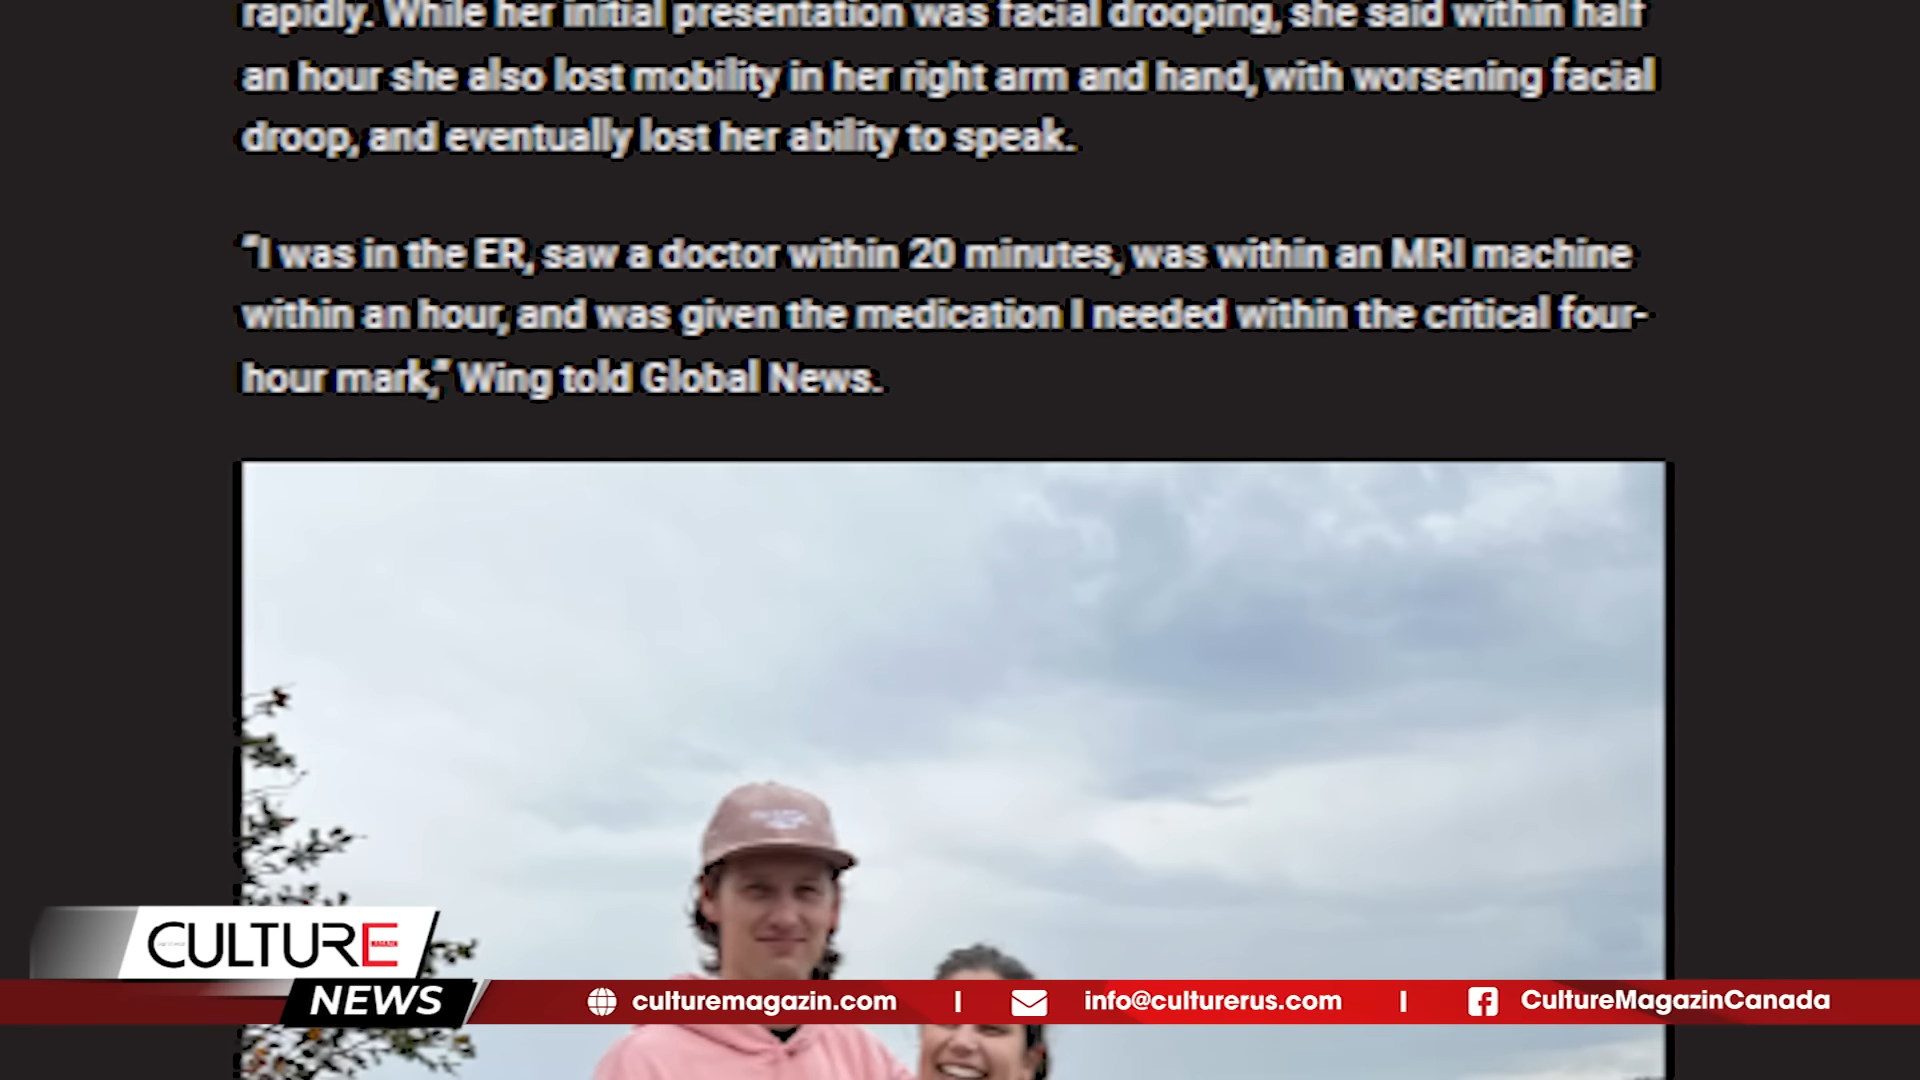 rapidly. While her initial presentation was facial drooping, she said within half
an hour she also lost mobility in her right arm and hand, with worsening facial
droop, and eventually lost her ability to speak.
“I was in the ER, saw a doctor within 20 minutes, was within an MRI machine
within an hour, and was given the medication I needed within the critical four-
hour mark,” Wing told Global News.
CULTURE
MAGAZIN
NEWS
culturemagazin.com | info@culturerus.com | CultureMagazinCanada